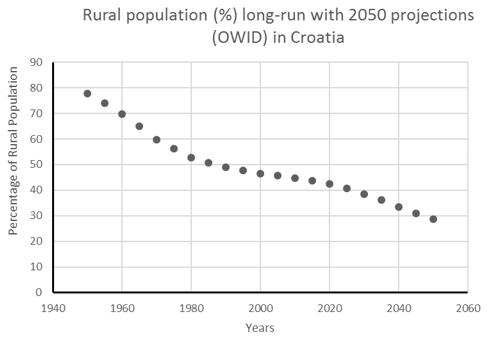 Rural population (%) long-run with 2050 projections
(OWID) in Croatia
Percentage of Rural Population
90
80
70
60
50
40
30
20
10
0
1940 1960 1980 2000 2020 2040 2060
Years